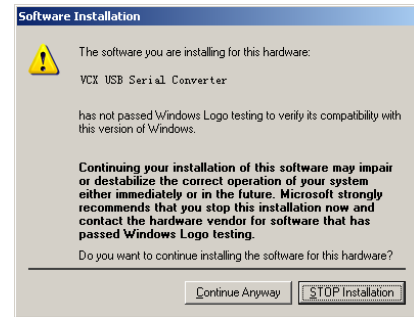 Software Installation
The software you are installing for this hardware:
VCX USB Serial Converter
has not passed Windows Logo testing to verify its compatibility with
this version of Windows.
Continuing your installation of this software may impair
or destabilize the correct operation of your system
either immediately or in the future. Microsoft strongly
recommends that you stop this installation now and
contact the hardware vendor for software that has
passed Windows Logo testing.
Do you want to continue installing the software for this hardware?
Continue Anyway STOP Installation